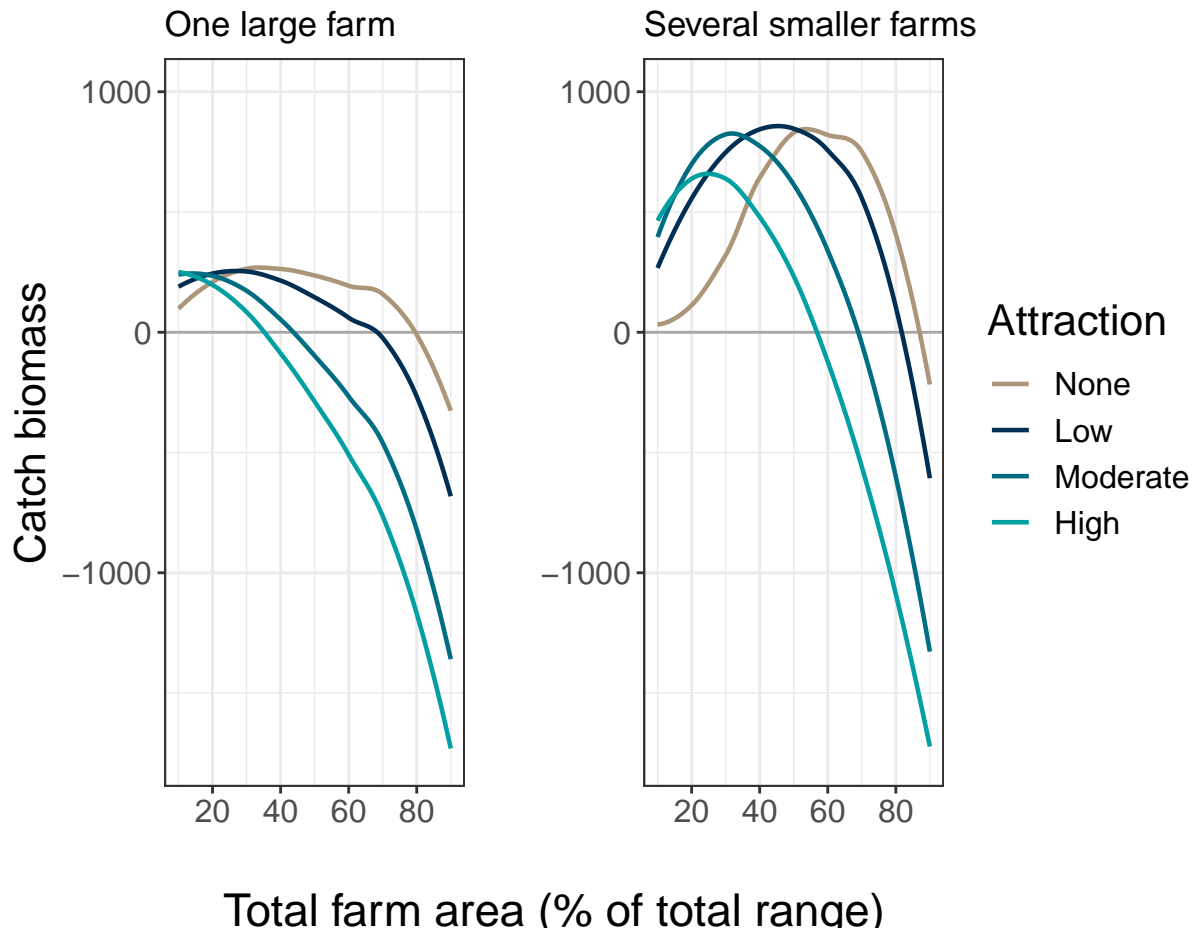 One large farm
Several smaller farms
Catch biomass
1000
0
−1000
20 40 60 80
1000
0
−1000
20 40 60 80
Attraction
None
Low
Moderate
High
Total farm area (% of total range)